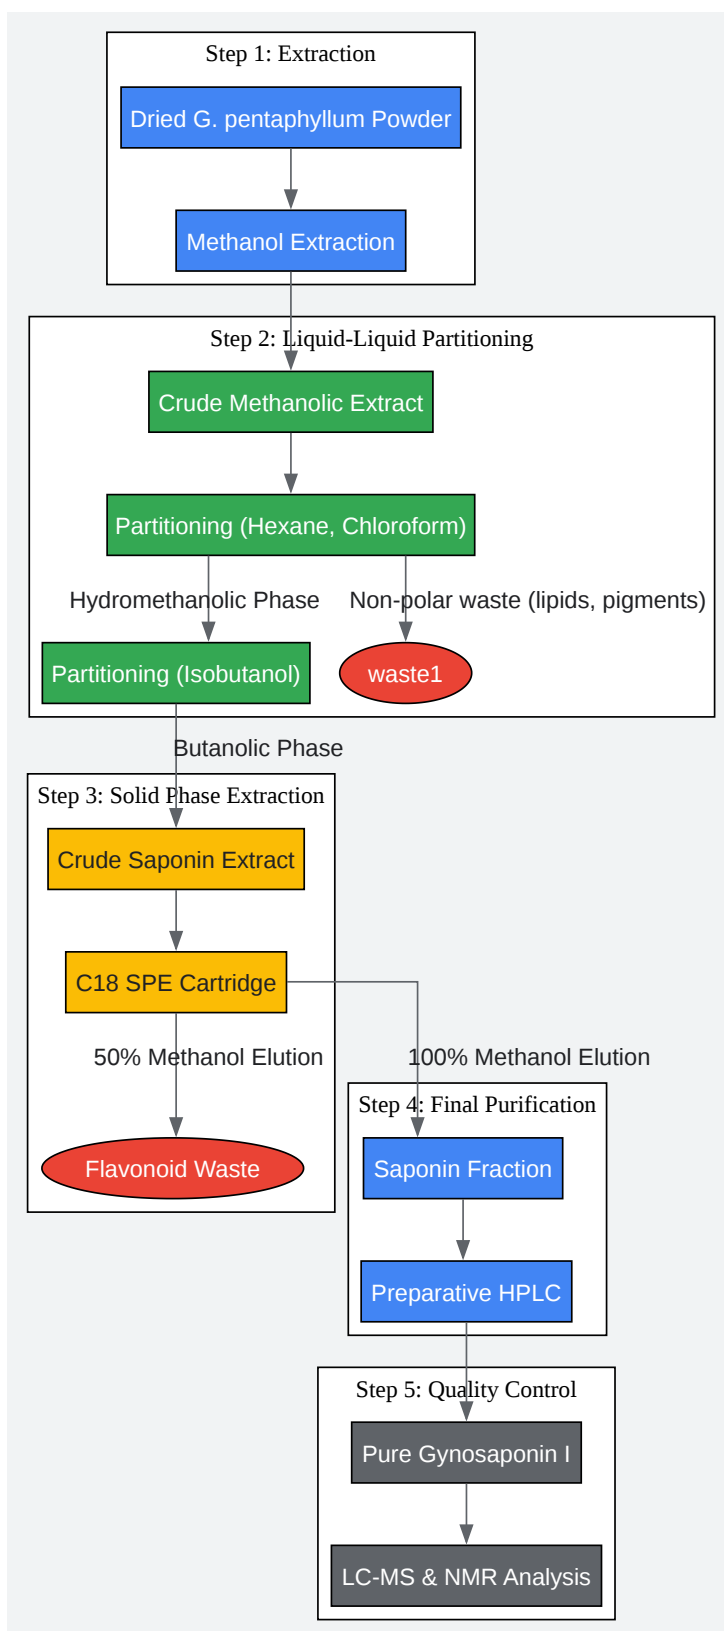 Step 1: Extraction
Dried G. pentaphyllum Powder
Methanol Extraction
Step 2: Liquid-Liquid Partitioning
Crude Methanolic Extract
Partitioning (Hexane, Chloroform)
Hydromethanolic Phase
Non-polar waste (lipids, pigments)
Partitioning (Isobutanol)
waste1
Butanolic Phase
Step 3: Solid Phase Extraction
Crude Saponin Extract
C18 SPE Cartridge
50% Methanol Elution
100% Methanol Elution
Flavonoid Waste
Step 4: Final Purification
Saponin Fraction
Preparative HPLC
Step 5: Quality Control
Pure Gynosaponin I
LC-MS & NMR Analysis